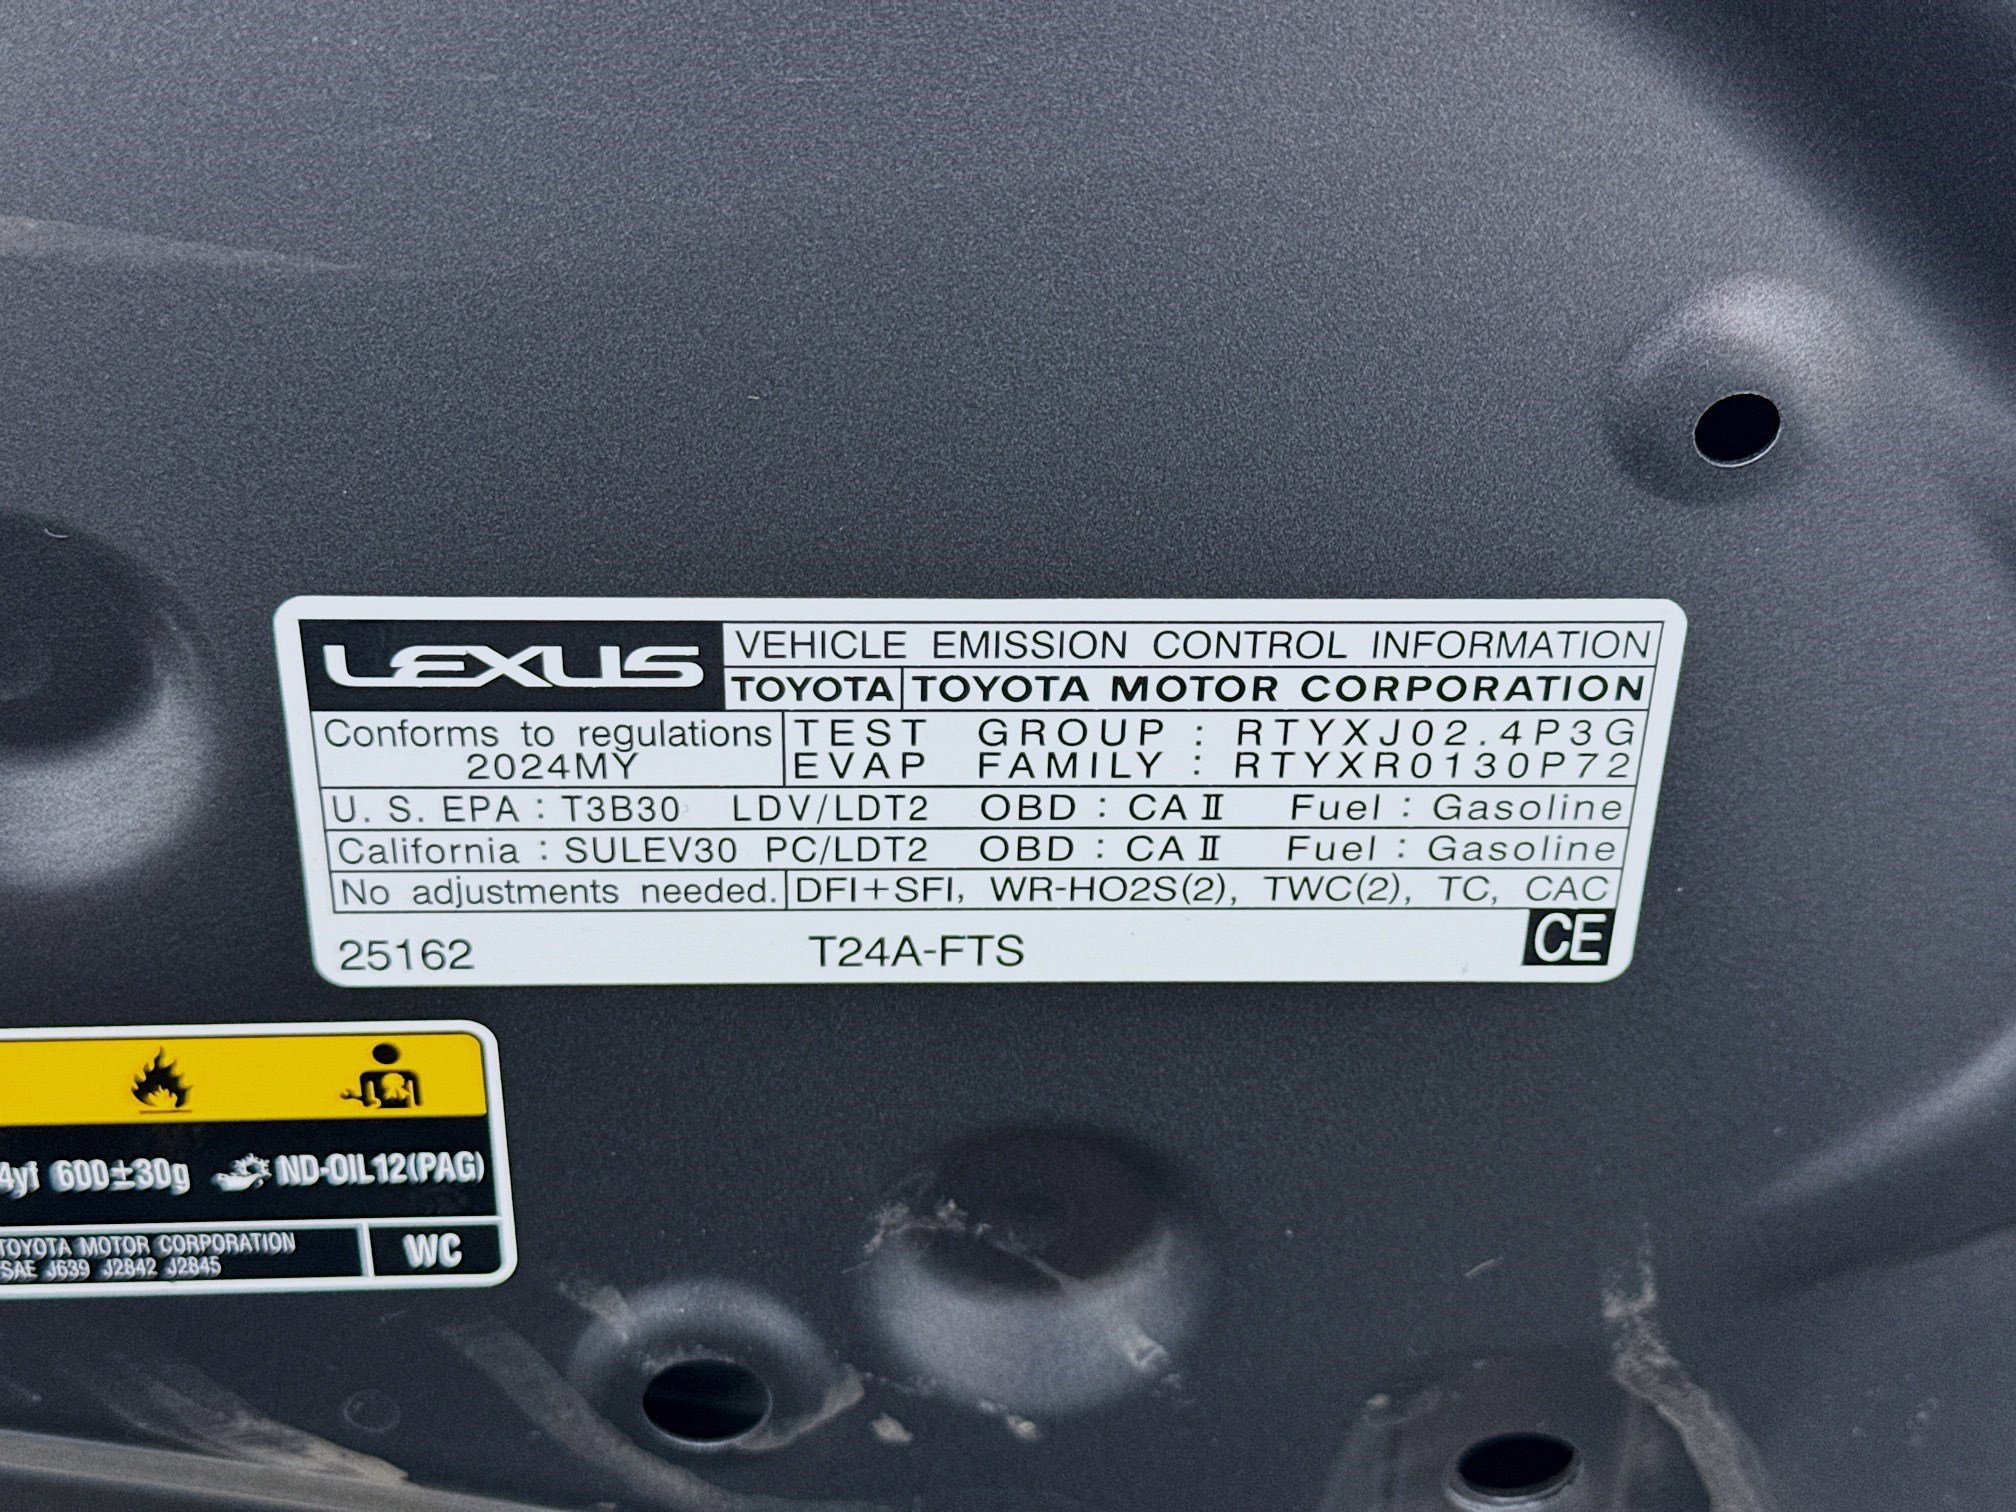 LEXUS
VEHICLE EMISSION CONTROL INFORMATION
TOYOTA TOYOTA MOTOR CORPORATION
Conforms to regulations
2024MY
TEST GROUP : RTYXJ02.4P3G
EVAP FAMILY : RTYXR0130P72
U. S. EPA : T3B30 LDV/LDT2 OBD : CA II Fuel : Gasoline
California : SULEV30 PC/LDT2 OBD : CA II Fuel : Gasoline
No adjustments needed. DFI+SFI, WR-HO2S(2), TWC(2), TC, CAC
25162 T24A-FTS CE
4yf 600±30g ND-OIL12(PAG)
TOYOTA MOTOR CORPORATION
SAE J639 J2842 J2845
WC